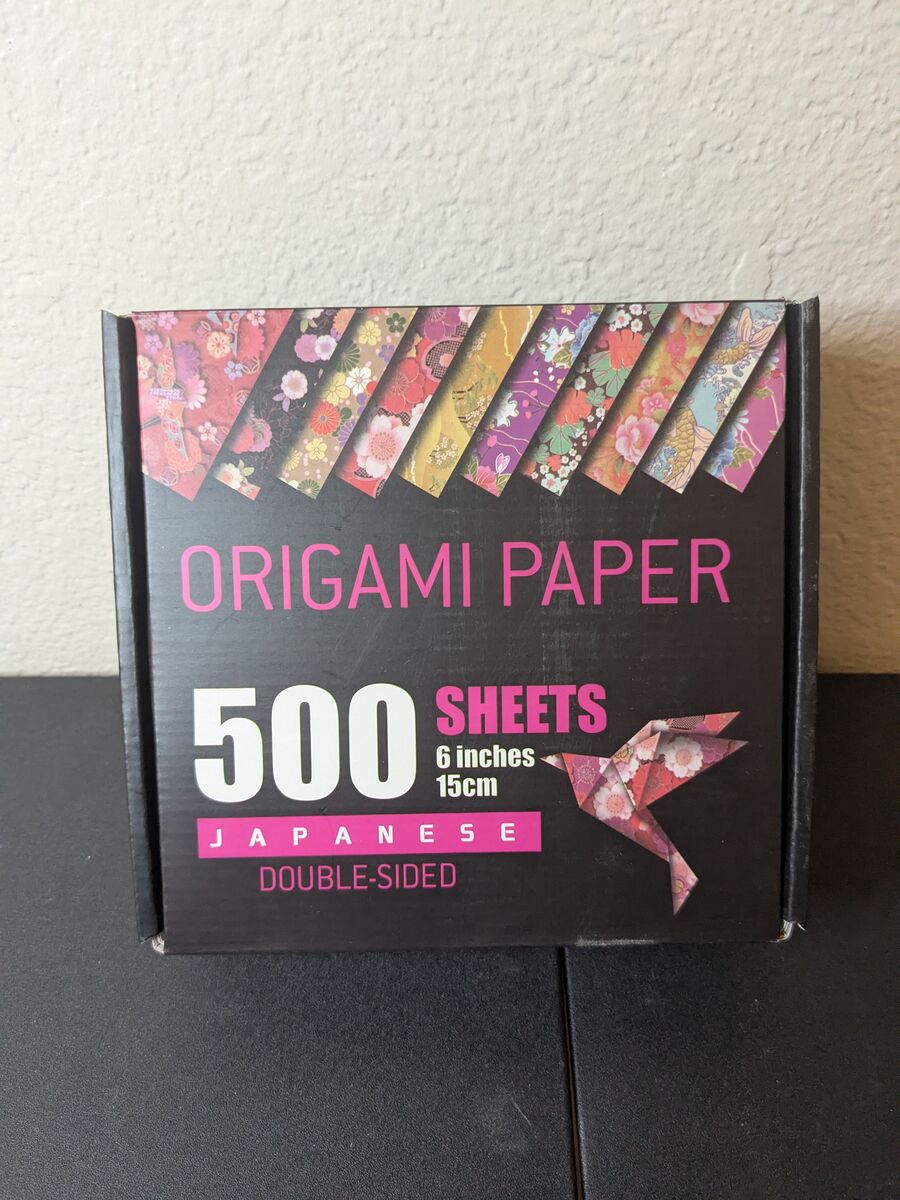 ORIGAMI PAPER
500 SHEETS
6 inches
15cm
JAPANESE
DOUBLE-SIDED